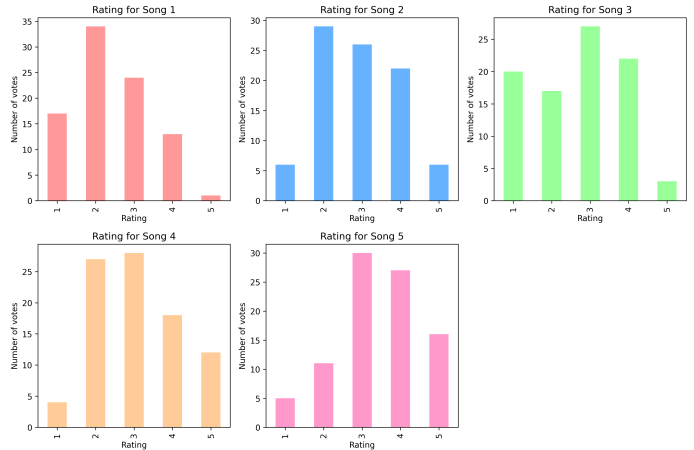 Rating for Song 1
35
30
25
20
15
10
5
0
Number of votes
1 2 3 4 5
Rating
Rating for Song 2
30
25
20
15
10
5
0
Number of votes
1 2 3 4 5
Rating
Rating for Song 3
25
20
15
10
5
0
Number of votes
1 2 3 4 5
Rating
Rating for Song 4
25
20
15
10
5
0
Number of votes
1 2 3 4 5
Rating
Rating for Song 5
30
25
20
15
10
5
0
Number of votes
1 2 3 4 5
Rating